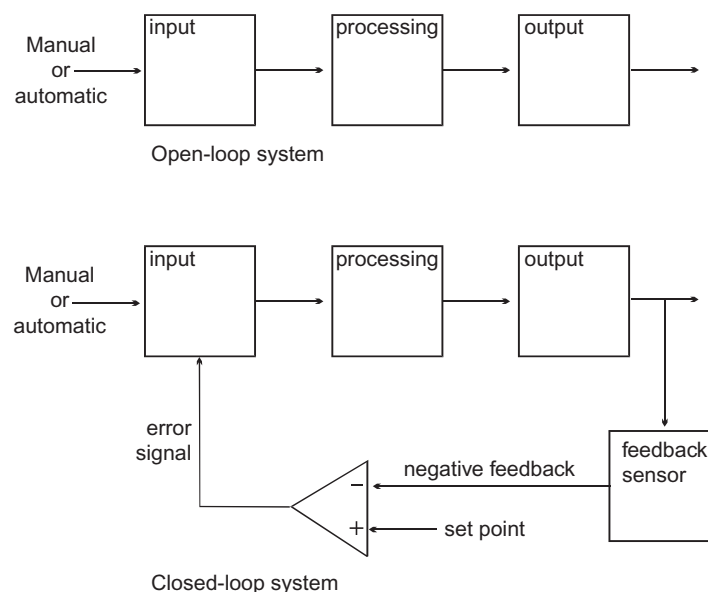 input
processing
output
Manual
or
automatic
Open-loop system
input
processing
output
Manual
or
automatic
error
signal
negative feedback
feedback
sensor
−
+
set point
Closed-loop system